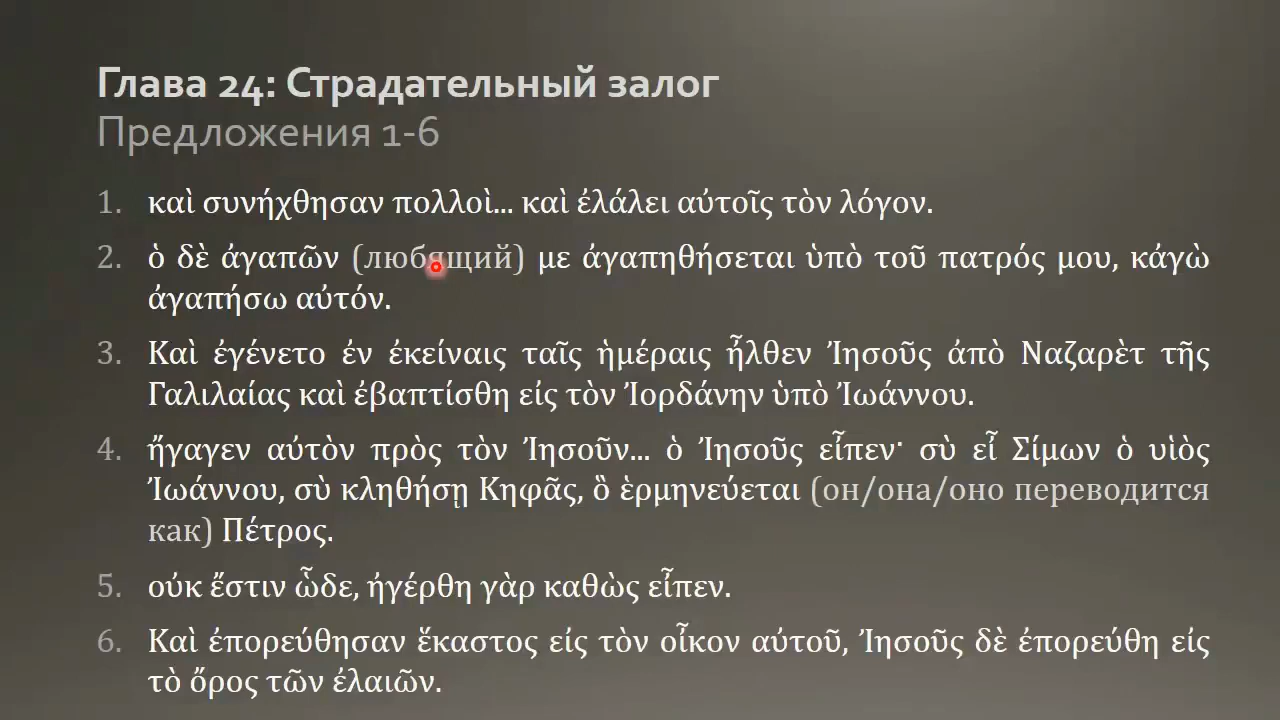 Глава 24: Страдательный залог
Предложения 1-6
1. καὶ συνήχθησαν πολλοὶ... καὶ ἐλάλει αὐτοῖς τὸν λόγον.
2. ὁ δὲ ἀγαπῶν (любящий) με ἀγαπηθήσεται ὑπὸ τοῦ πατρός μου, κἀγὼ
ἀγαπήσω αὐτόν.
3. Καὶ ἐγένετο ἐν ἐκείναις ταῖς ἡμέραις ἦλθεν Ἰησοῦς ἀπὸ Ναζαρὲτ τῆς
Γαλιλαίας καὶ ἐβαπτίσθη εἰς τὸν Ἰορδάνην ὑπὸ Ἰωάννου.
4. ἤγαγεν αὐτὸν πρὸς τὸν Ἰησοῦν... ὁ Ἰησοῦς εἶπεν· σὺ εἶ Σίμων ὁ υἱὸς
Ἰωάννου, σὺ κληθήσῃ Κηφᾶς, ὃ ἑρμηνεύεται (он/она/оно переводится
как) Πέτρος.
5. οὐκ ἔστιν ὧδε, ἠγέρθη γὰρ καθὼς εἶπεν.
6. Καὶ ἐπορεύθησαν ἕκαστος εἰς τὸν οἶκον αὐτοῦ, Ἰησοῦς δὲ ἐπορεύθη εἰς
τὸ ὄρος τῶν ἐλαιῶν.